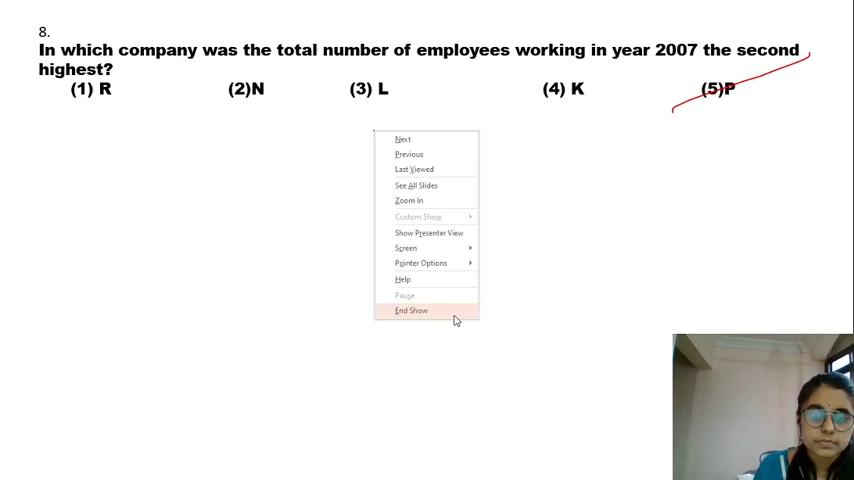 8.
In which company was the total number of employees working in year 2007 the second
highest?
(1) R (2)N (3) L (4) K (5)P
Next
Previous
Last Viewed
See All Slides
Zoom In
Custom Show
Show Presenter View
Screen
Pointer Options
Help
Pause
End Show